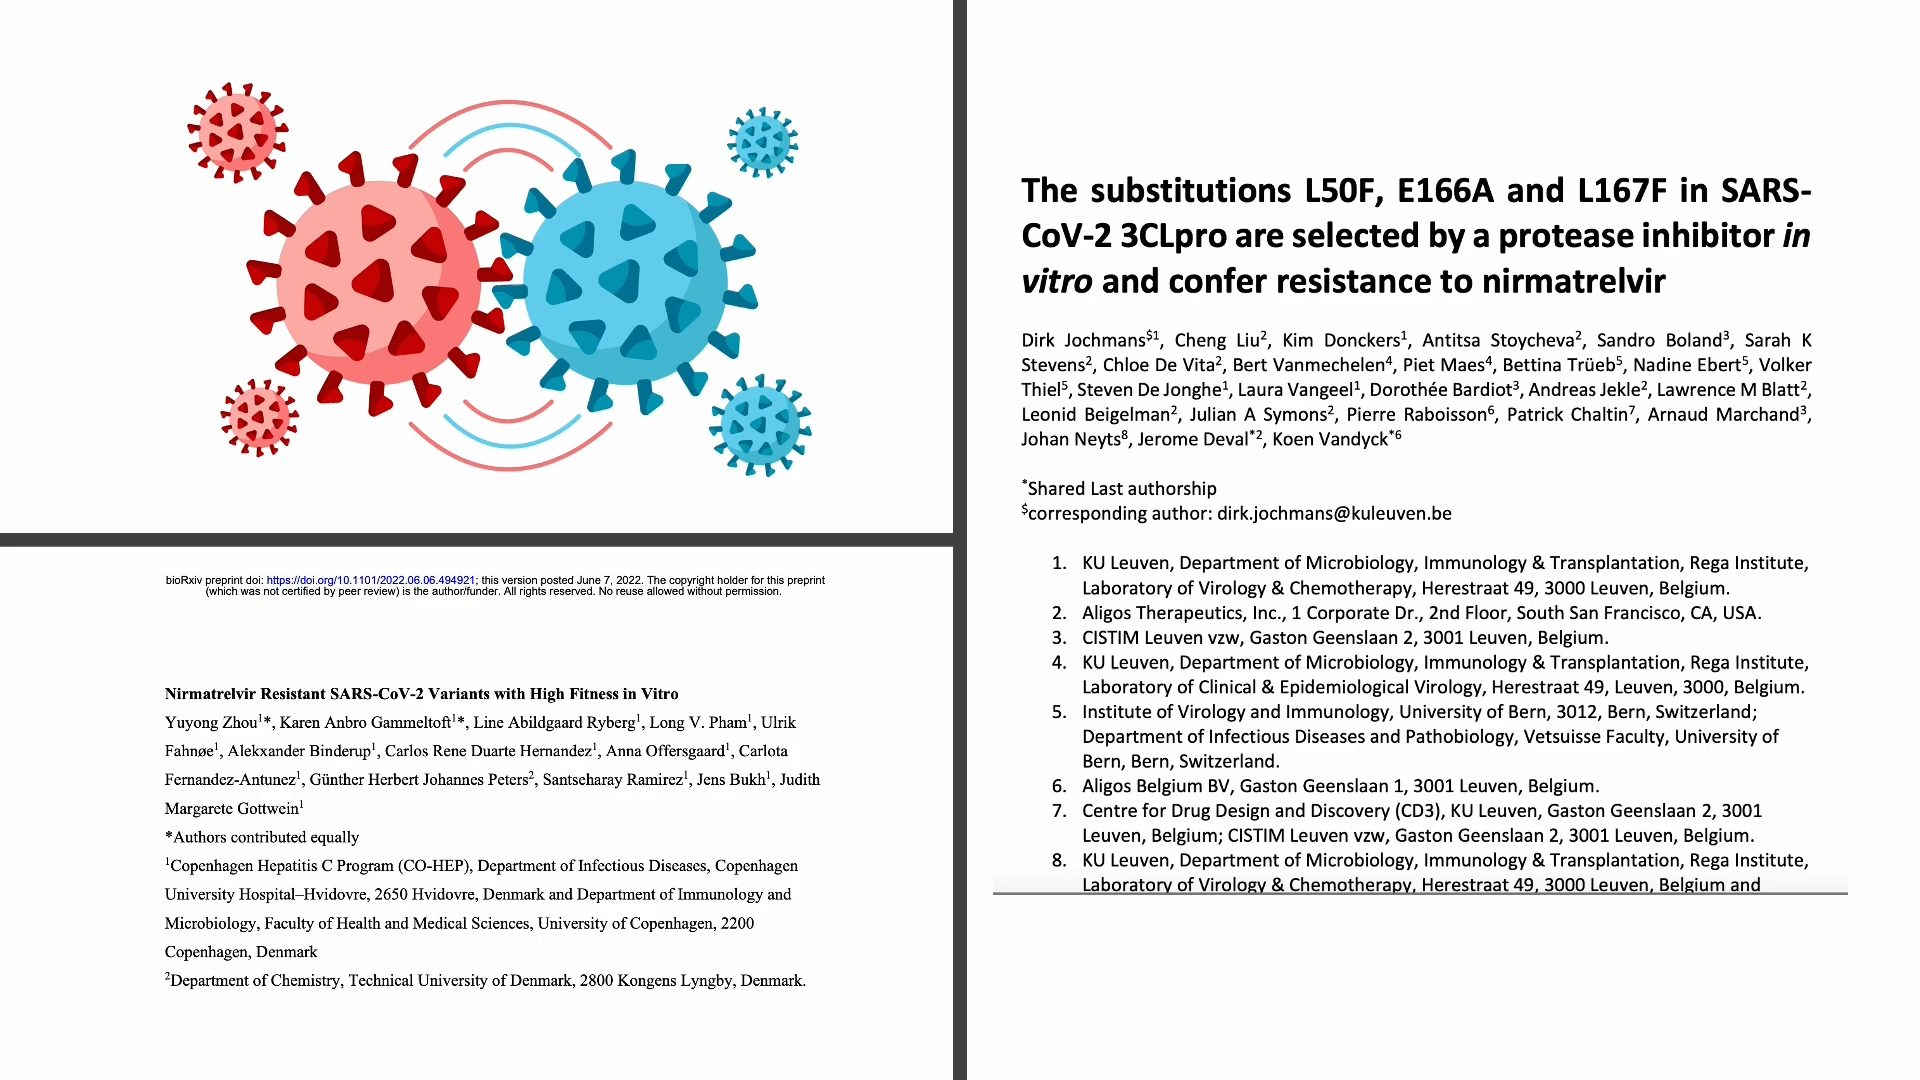 bioRxiv preprint doi: https://doi.org/10.1101/2022.06.06.494921; this version posted June 7, 2022. The copyright holder for this preprint
(which was not certified by peer review) is the author/funder. All rights reserved. No reuse allowed without permission.
Nirmatrelvir Resistant SARS-CoV-2 Variants with High Fitness in Vitro
Yuyong Zhou¹*, Karen Anbro Gammeltoft¹*, Line Abildgaard Ryberg¹, Long V. Pham¹, Ulrik
Fahnøe¹, Alekxander Binderup¹, Carlos Rene Duarte Hernandez¹, Anna Offersgaard¹, Carlota
Fernandez-Antunez¹, Günther Herbert Johannes Peters², Santseharay Ramirez¹, Jens Bukh¹, Judith
Margarete Gottwein¹
*Authors contributed equally
¹Copenhagen Hepatitis C Program (CO-HEP), Department of Infectious Diseases, Copenhagen
University Hospital–Hvidovre, 2650 Hvidovre, Denmark and Department of Immunology and
Microbiology, Faculty of Health and Medical Sciences, University of Copenhagen, 2200
Copenhagen, Denmark
²Department of Chemistry, Technical University of Denmark, 2800 Kongens Lyngby, Denmark.
The substitutions L50F, E166A and L167F in SARS-
CoV-2 3CLpro are selected by a protease inhibitor in
vitro and confer resistance to nirmatrelvir
Dirk Jochmans$¹, Cheng Liu², Kim Donckers¹, Antitsa Stoycheva², Sandro Boland³, Sarah K
Stevens², Chloe De Vita², Bert Vanmechelen⁴, Piet Maes⁴, Bettina Trüeb⁵, Nadine Ebert⁵, Volker
Thiel⁵, Steven De Jonghe¹, Laura Vangeel¹, Dorothée Bardiot³, Andreas Jekle², Lawrence M Blatt²,
Leonid Beigelman², Julian A Symons², Pierre Raboisson⁶, Patrick Chaltin⁷, Arnaud Marchand³,
Johan Neyts⁸, Jerome Deval*², Koen Vandyck*⁶
*Shared Last authorship
$corresponding author: dirk.jochmans@kuleuven.be
1. KU Leuven, Department of Microbiology, Immunology & Transplantation, Rega Institute,
Laboratory of Virology & Chemotherapy, Herestraat 49, 3000 Leuven, Belgium.
2. Aligos Therapeutics, Inc., 1 Corporate Dr., 2nd Floor, South San Francisco, CA, USA.
3. CISTIM Leuven vzw, Gaston Geenslaan 2, 3001 Leuven, Belgium.
4. KU Leuven, Department of Microbiology, Immunology & Transplantation, Rega Institute,
Laboratory of Clinical & Epidemiological Virology, Herestraat 49, Leuven, 3000, Belgium.
5. Institute of Virology and Immunology, University of Bern, 3012, Bern, Switzerland;
Department of Infectious Diseases and Pathobiology, Vetsuisse Faculty, University of
Bern, Bern, Switzerland.
6. Aligos Belgium BV, Gaston Geenslaan 1, 3001 Leuven, Belgium.
7. Centre for Drug Design and Discovery (CD3), KU Leuven, Gaston Geenslaan 2, 3001
Leuven, Belgium; CISTIM Leuven vzw, Gaston Geenslaan 2, 3001 Leuven, Belgium.
8. KU Leuven, Department of Microbiology, Immunology & Transplantation, Rega Institute,
Laboratory of Virology & Chemotherapy, Herestraat 49, 3000 Leuven, Belgium and